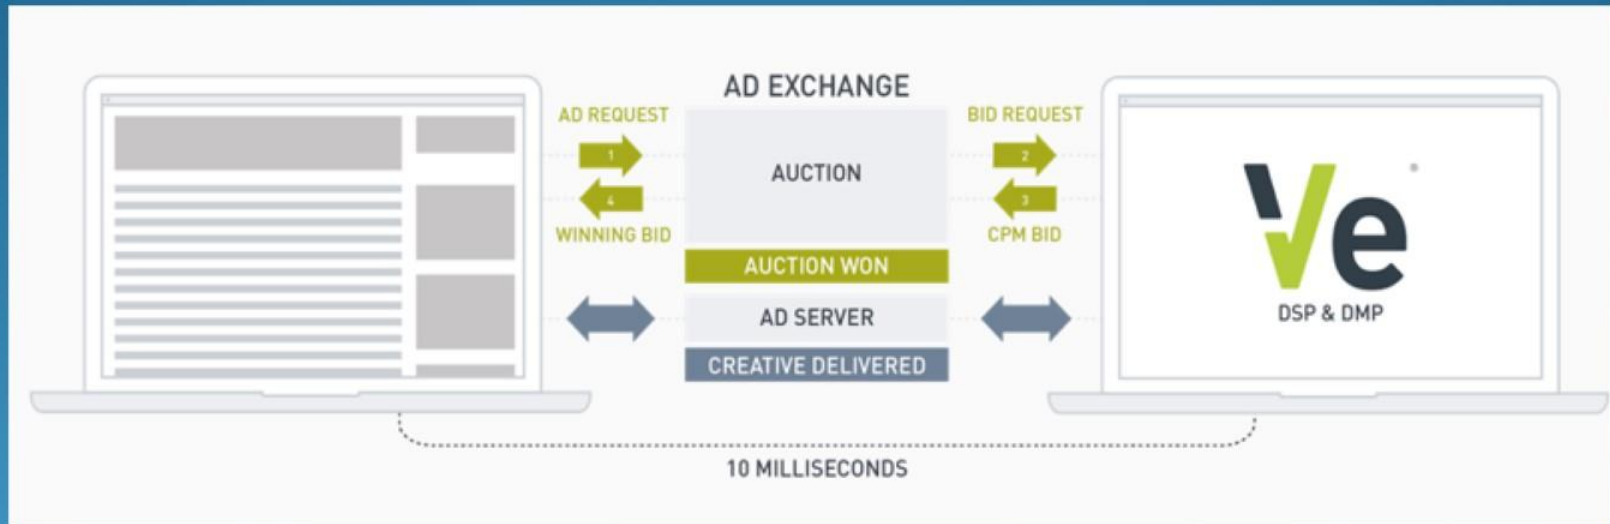 AD EXCHANGE
AD REQUEST
BID REQUEST
1
2
AUCTION
4
3
WINNING BID
CPM BID
AUCTION WON
AD SERVER
CREATIVE DELIVERED
Ve
DSP & DMP
10 MILLISECONDS